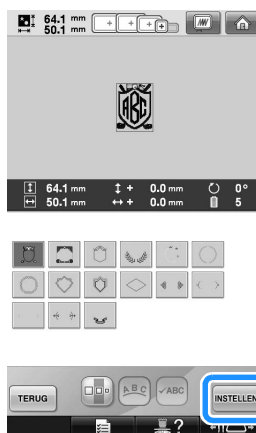 64.1 mm
50.1 mm
ABC
64.1 mm + 0.0 mm 0°
50.1 mm + 0.0 mm 5
TERUG ABC ✓ABC INSTELLEN
?